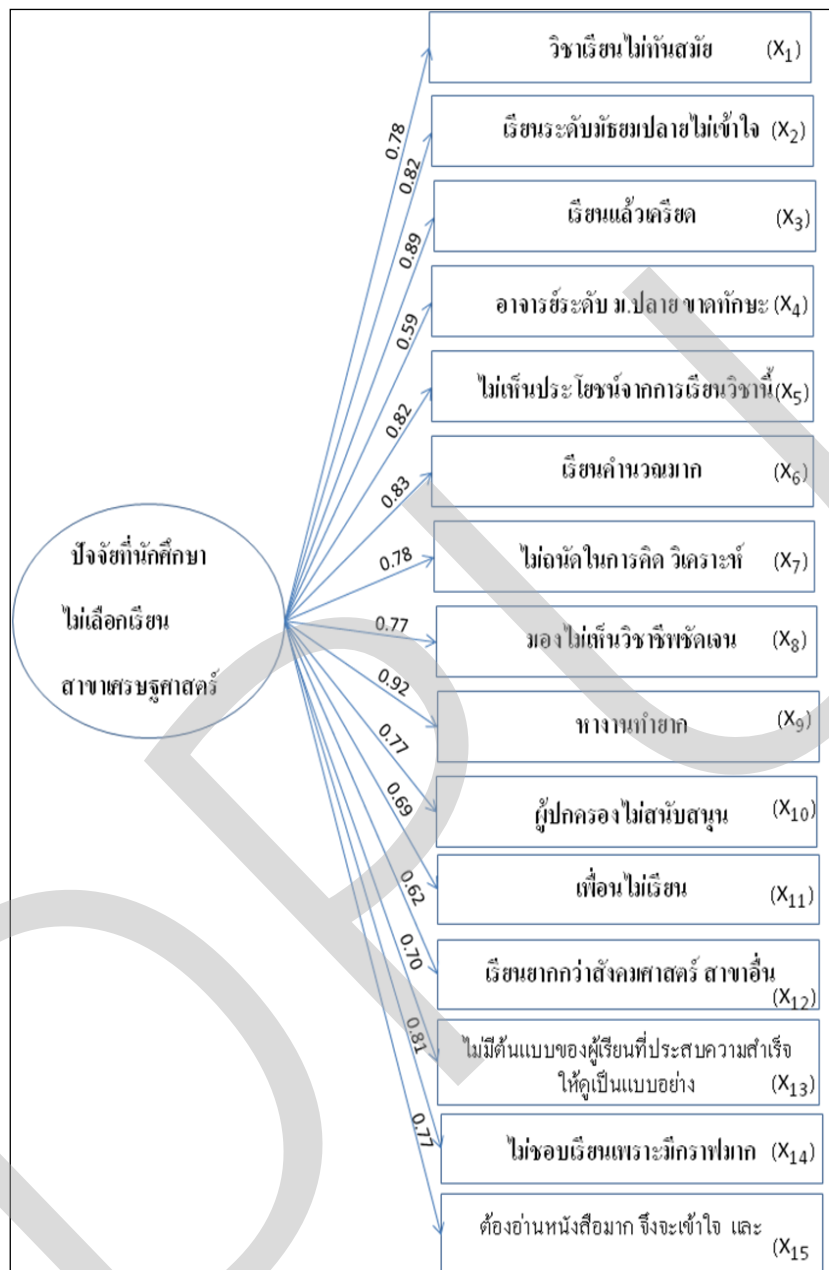 วิชาเรียนไม่ทันสมัย (X1)
0.78
เรียนระดับมัธยมปลายไม่เข้าใจ (X2)
0.82
เรียนแล้วเครียด (X3)
0.89
อาจารย์ระดับ ม.ปลาย ขาดทักษะ (X4)
0.59
ไม่เห็นประโยชน์จากการเรียนวิชานี้ (X5)
0.82
เรียนคำนวณมาก (X6)
0.83
ปัจจัยที่นักศึกษา
ไม่เลือกเรียน
สาขาเศรษฐศาสตร์
ไม่ถนัดในการคิด วิเคราะห์ (X7)
0.78
มองไม่เห็นวิชาชีพชัดเจน (X8)
0.77
หางานทำยาก (X9)
0.92
ผู้ปกครองไม่สนับสนุน (X10)
0.77
เพื่อนไม่เรียน (X11)
0.69
เรียนยากกว่าสังคมศาสตร์ สาขาอื่น
(X12)
0.62
ไม่มีต้นแบบของผู้เรียนที่ประสบความสำเร็จ
ให้ดูเป็นแบบอย่าง (X13)
0.70
ไม่ชอบเรียนเพราะมีกราฟมาก (X14)
0.81
ต้องอ่านหนังสือมาก จึงจะเข้าใจ และ
(X15
0.77
DPU